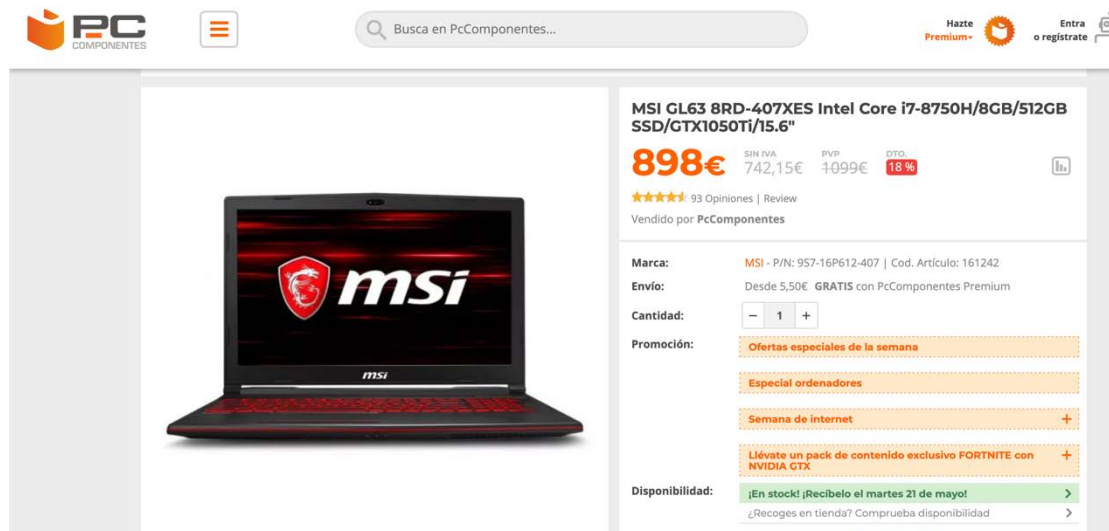 PC
COMPONENTES
Busca en PcComponentes...
Hazte
Premium
Entra
o regístrate
MSI GL63 8RD-407XES Intel Core i7-8750H/8GB/512GB
SSD/GTX1050Ti/15.6"
898€
SIN IVA
742,15€
PVP
1099€
DTO.
18 %
93 Opiniones | Review
Vendido por PcComponentes
msi
msi
Marca:
MSI - P/N: 9S7-16P612-407 | Cod. Artículo: 161242
Envío:
Desde 5,50€ GRATIS con PcComponentes Premium
Cantidad:
− 1 +
Promoción:
Ofertas especiales de la semana
Especial ordenadores
Semana de internet +
Llévate un pack de contenido exclusivo FORTNITE con +
NVIDIA GTX
Disponibilidad:
¡En stock! ¡Recíbelo el martes 21 de mayo!
¿Recoges en tienda? Comprueba disponibilidad